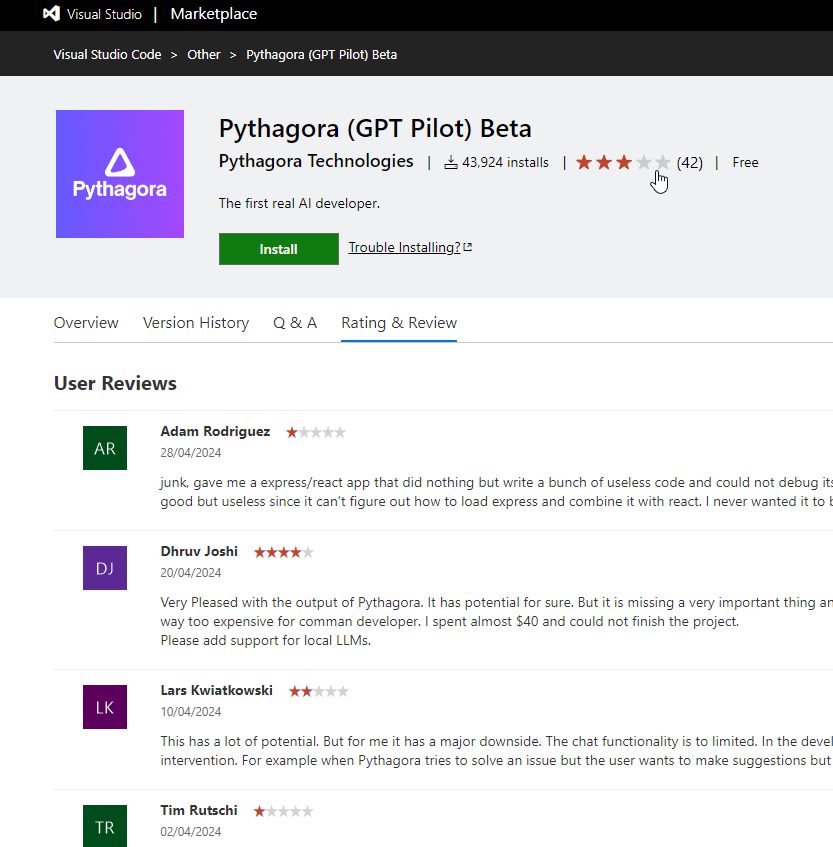 Visual Studio | Marketplace
Visual Studio Code > Other > Pythagora (GPT Pilot) Beta
Pythagora
Pythagora (GPT Pilot) Beta
Pythagora Technologies | 43,924 installs | (42) | Free
The first real AI developer.
Install Trouble Installing?
Overview Version History Q & A Rating & Review
User Reviews
AR
Adam Rodriguez
28/04/2024
junk, gave me a express/react app that did nothing but write a bunch of useless code and could not debug its
good but useless since it can't figure out how to load express and combine it with react. I never wanted it to
DJ
Dhruv Joshi
20/04/2024
Very Pleased with the output of Pythagora. It has potential for sure. But it is missing a very important thing an
way too expensive for comman developer. I spent almost $40 and could not finish the project.
Please add support for local LLMs.
LK
Lars Kwiatkowski
10/04/2024
This has a lot of potential. But for me it has a major downside. The chat functionality is to limited. In the devel
intervention. For example when Pythagora tries to solve an issue but the user wants to make suggestions but
TR
Tim Rutschi
02/04/2024